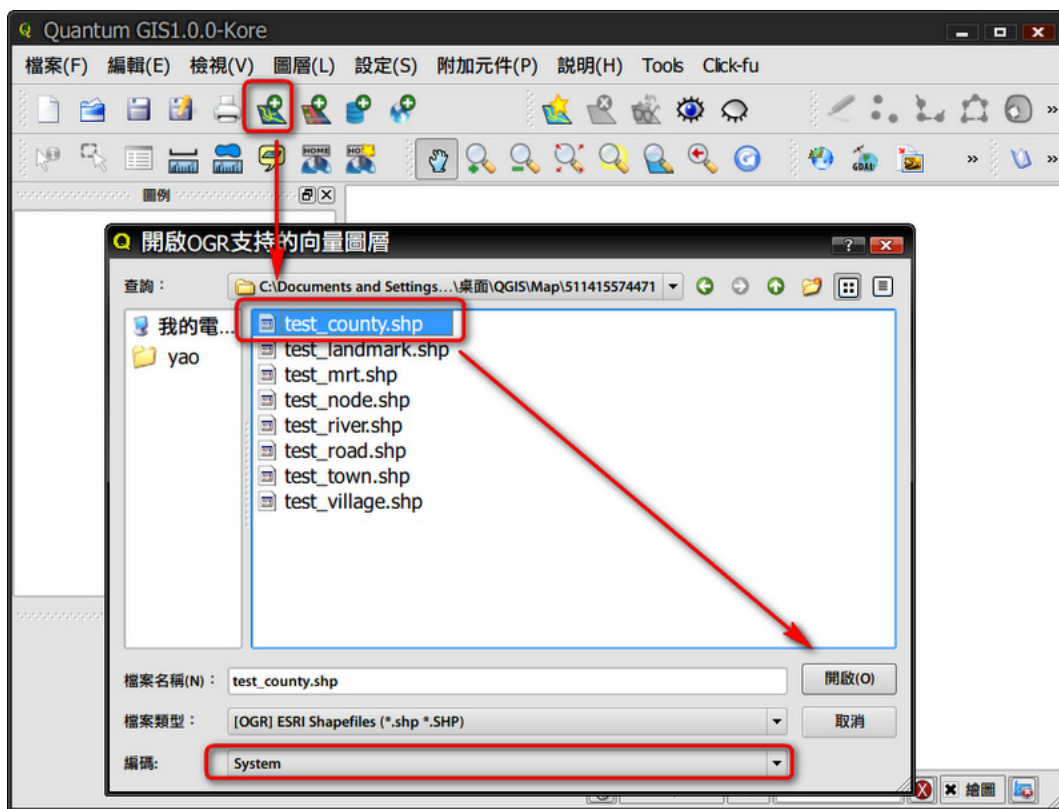 Quantum GIS1.0.0-Kore
檔案(F) 編輯(E) 檢視(V) 圖層(L) 設定(S) 附加元件(P) 説明(H) Tools Click-fu
圖例
開啟OGR支持的向量圖層
查詢：
C:\Documents and Settings...\桌面\QGIS\Map\511415574471
我的電...
yao
test_county.shp
test_landmark.shp
test_mrt.shp
test_node.shp
test_river.shp
test_road.shp
test_town.shp
test_village.shp
檔案名稱(N)： test_county.shp 開啟(O)
檔案類型： [OGR] ESRI Shapefiles (*.shp *.SHP) 取消
編碼: System
繪圖